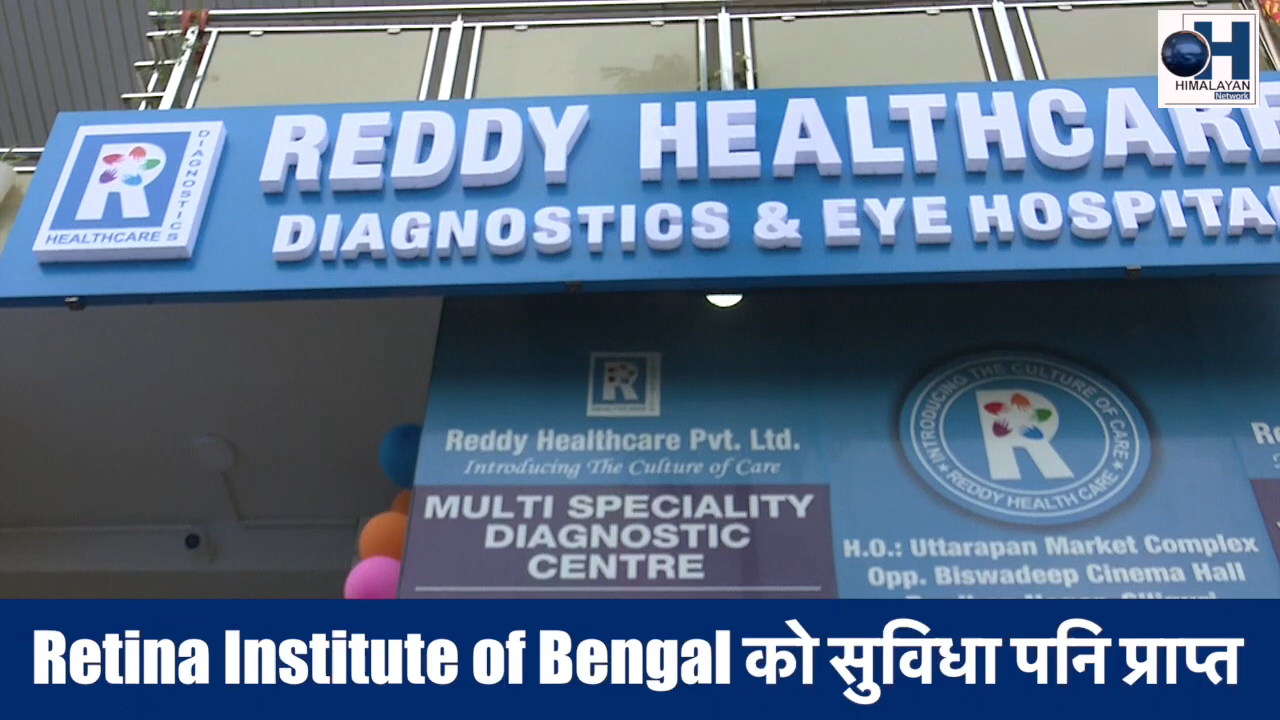 HIMALAYAN
Network
R
DIAGNOSTICS
HEALTHCARE
REDDY HEALTHCARE
DIAGNOSTICS & EYE HOSPITA
R
Reddy Healthcare Pvt. Ltd.
Introducing The Culture of Care
MULTI SPECIALITY
DIAGNOSTIC
CENTRE
INTRODUCING THE CULTURE OF CARE
R
★ REDDY HEALTH CARE ★
H.O.: Uttarapan Market Complex
Opp. Biswadeep Cinema Hall
Retina Institute of Bengal को सुविधा पनि प्राप्त